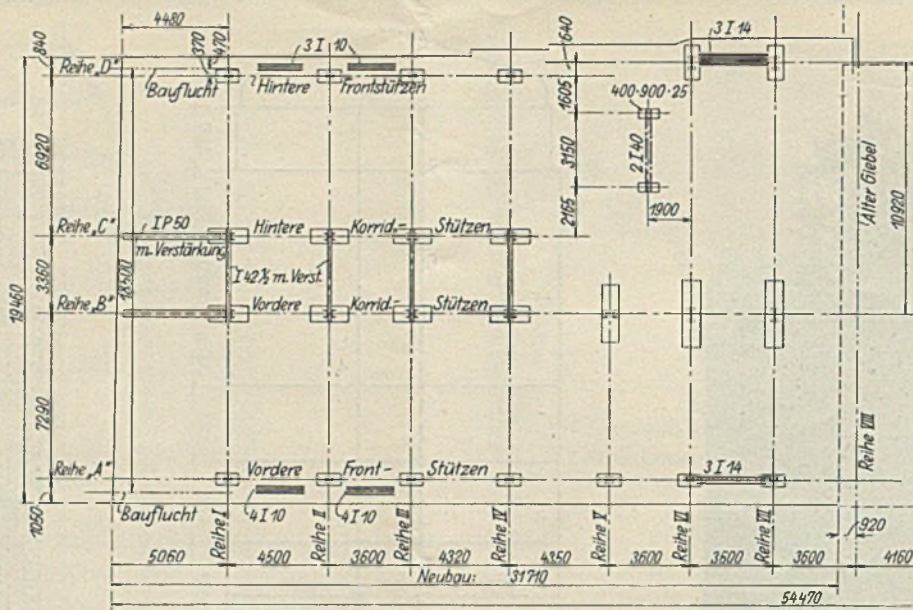 4480
840
370
470
3 I 10
640
3 I 14
Reihe „D“
Bauflucht
Hintere Frontstützen
1605
400·900·25
6920
3150
2 I 40
Alter Giebel
10920
2165
1900
Reihe „C“
IP50
Hintere Korrid.- Stützen
m. Verstärkung
19460
3360
18500
I 42½ m. Verst.
Reihe „B“
Vordere Korrid.- Stützen
7290
Reihe VIII
Reihe „A“
Vordere Front- Stützen
3 I 14
1050
Bauflucht
4 I 10
4 I 10
Reihe I
Reihe II
Reihe III
Reihe IV
Reihe V
Reihe VI
Reihe VII
920
5060 4500 3600 4320 3600 3600 3600 4160
Neubau: 31710
54470